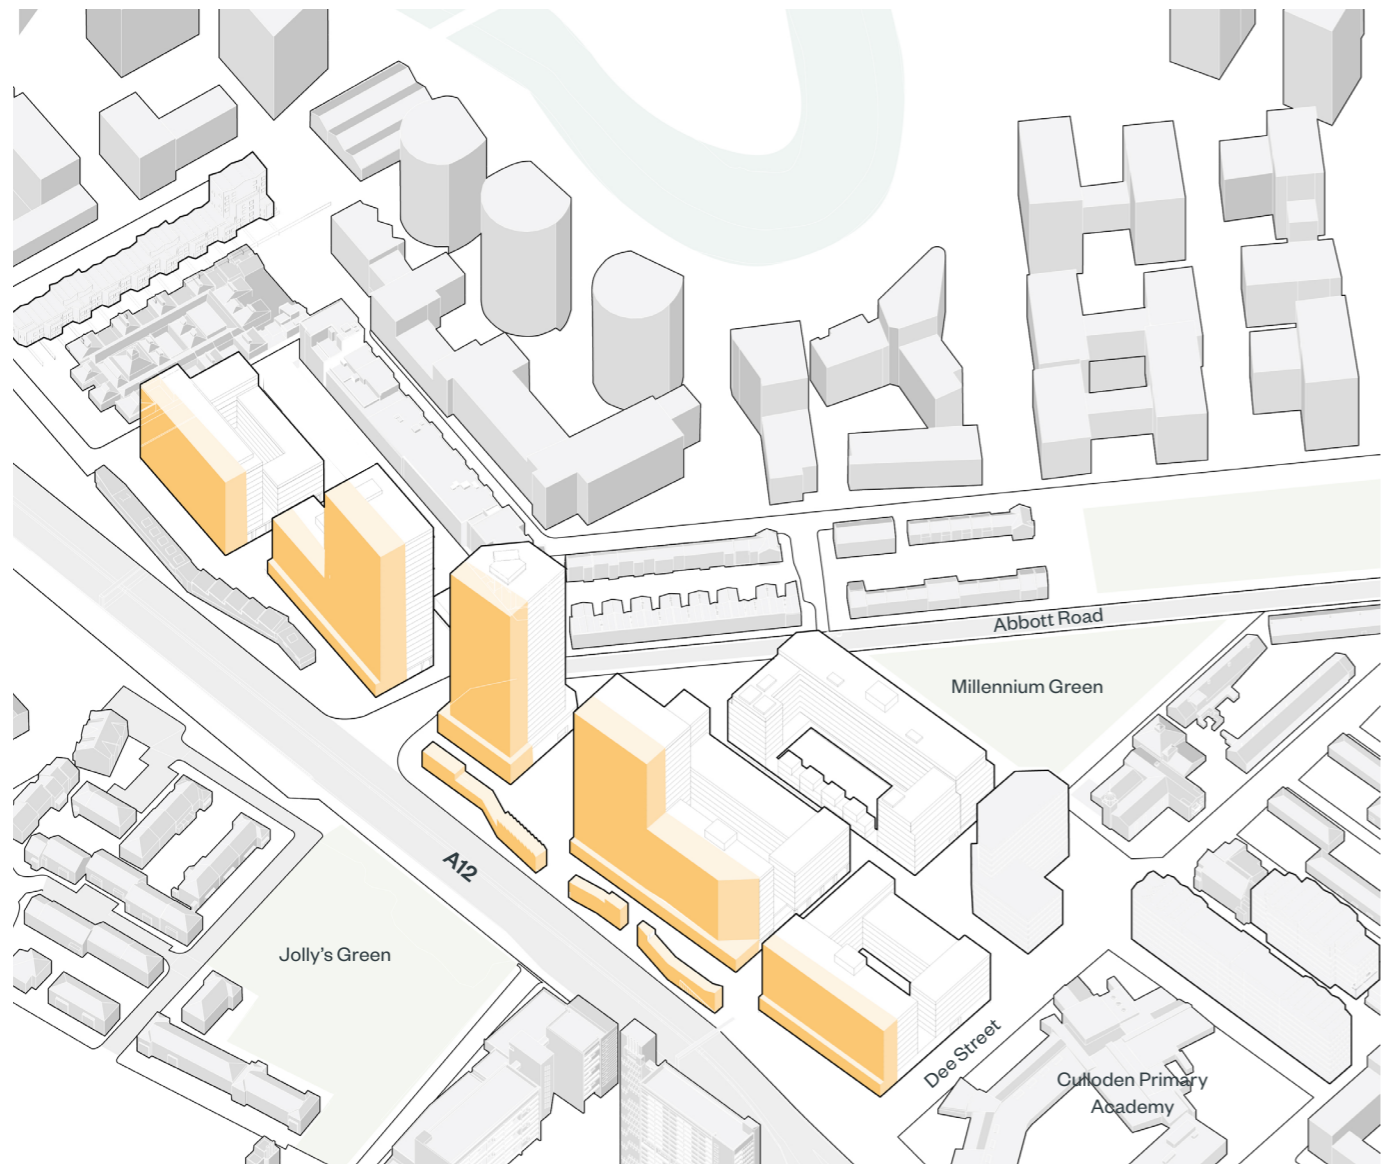 Abbott Road
Millennium Green
A12
Jolly's Green
Dee Street
Culloden Primary
Academy